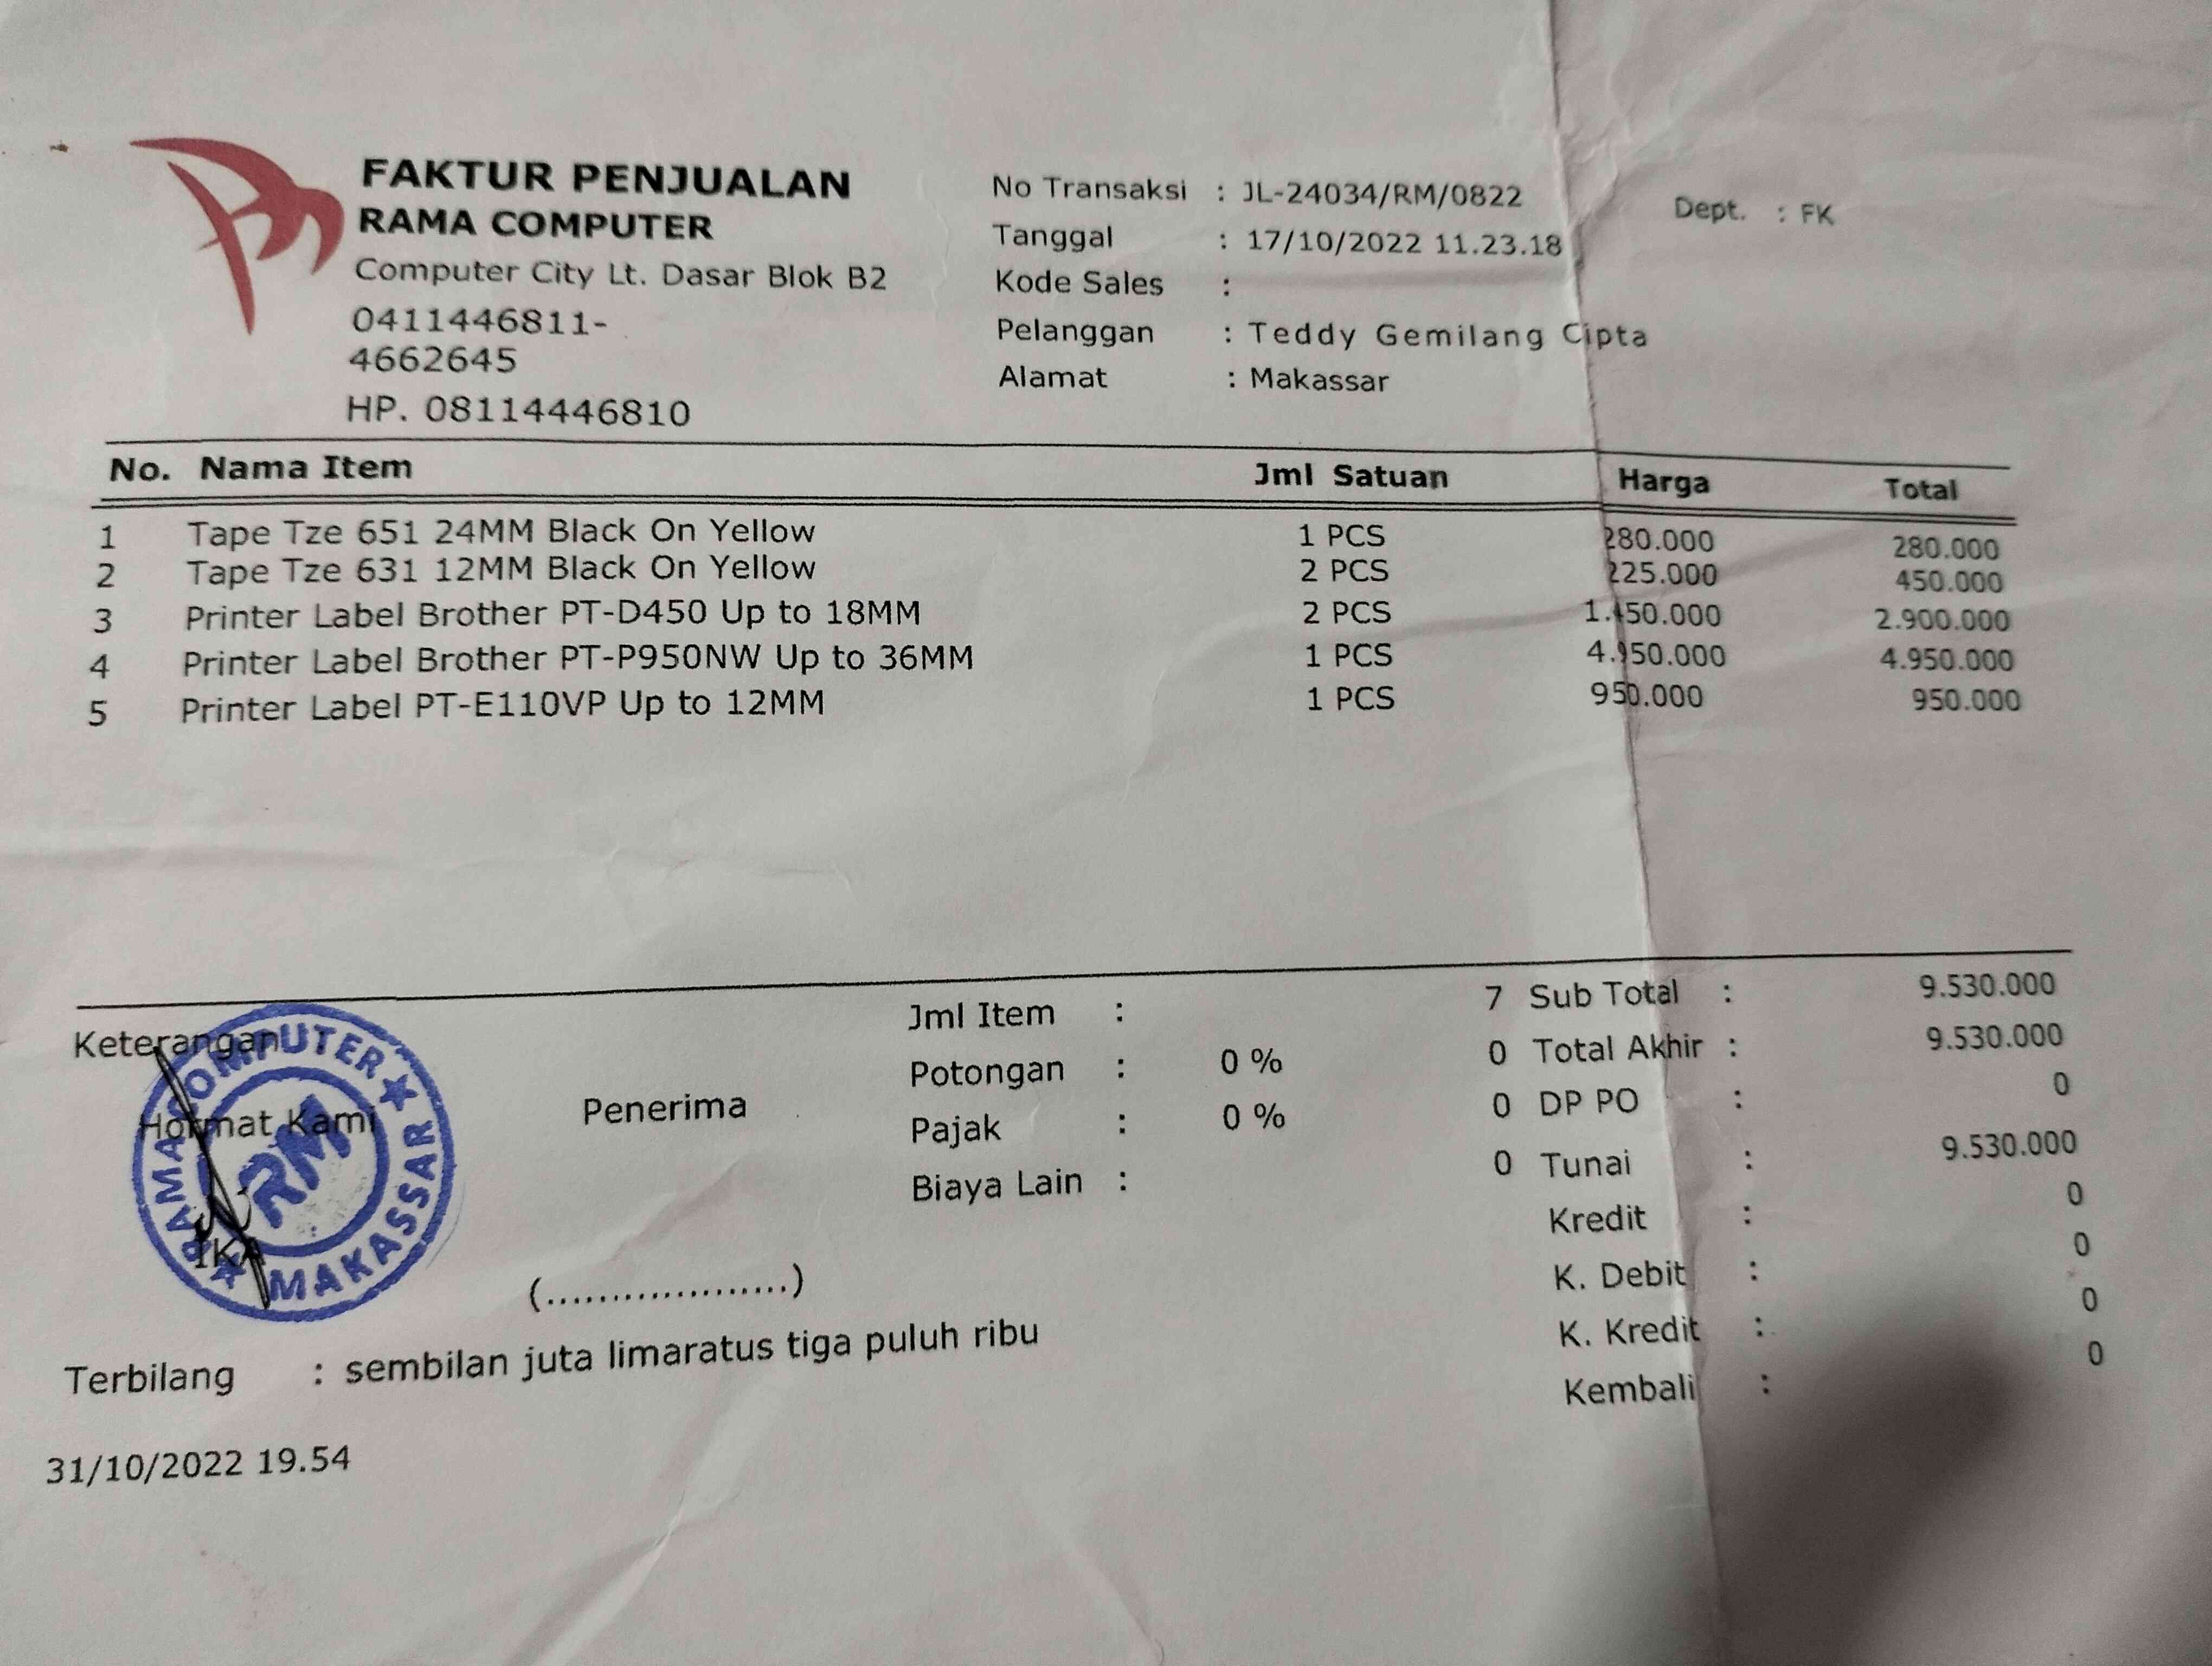 FAKTUR PENJUALAN
RAMA COMPUTER
Computer City Lt. Dasar Blok B2
0411446811-
4662645
HP. 08114446810
No Transaksi : JL-24034/RM/0822
Dept. : FK
Tanggal : 17/10/2022 11.23.18
Kode Sales :
Pelanggan : Teddy Gemilang Cipta
Alamat : Makassar
No. Nama Item Jml Satuan Harga Total
1 Tape Tze 651 24MM Black On Yellow 1 PCS 280.000 280.000
2 Tape Tze 631 12MM Black On Yellow 2 PCS 225.000 450.000
3 Printer Label Brother PT-D450 Up to 18MM 2 PCS 1.450.000 2.900.000
4 Printer Label Brother PT-P950NW Up to 36MM 1 PCS 4.950.000 4.950.000
5 Printer Label PT-E110VP Up to 12MM 1 PCS 950.000 950.000
Keterangan
Hormat Kami
RAMA COMPUTER
RM
MAKASSAR
IKA
Penerima
(....................)
Jml Item : 7
Potongan : 0 % 0
Pajak : 0 % 0
Biaya Lain : 0
Sub Total : 9.530.000
Total Akhir : 9.530.000
DP PO : 0
Tunai : 9.530.000
Kredit : 0
K. Debit : 0
K. Kredit : 0
Kembali : 0
Terbilang : sembilan juta limaratus tiga puluh ribu
31/10/2022 19.54